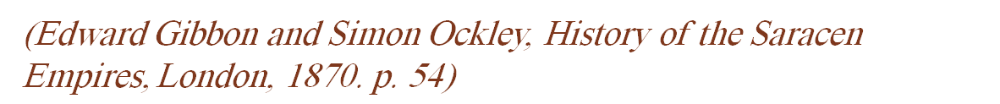 (Edward Gibbon and Simon Ockley, History of the Saracen
Empires, London, 1870. p. 54)